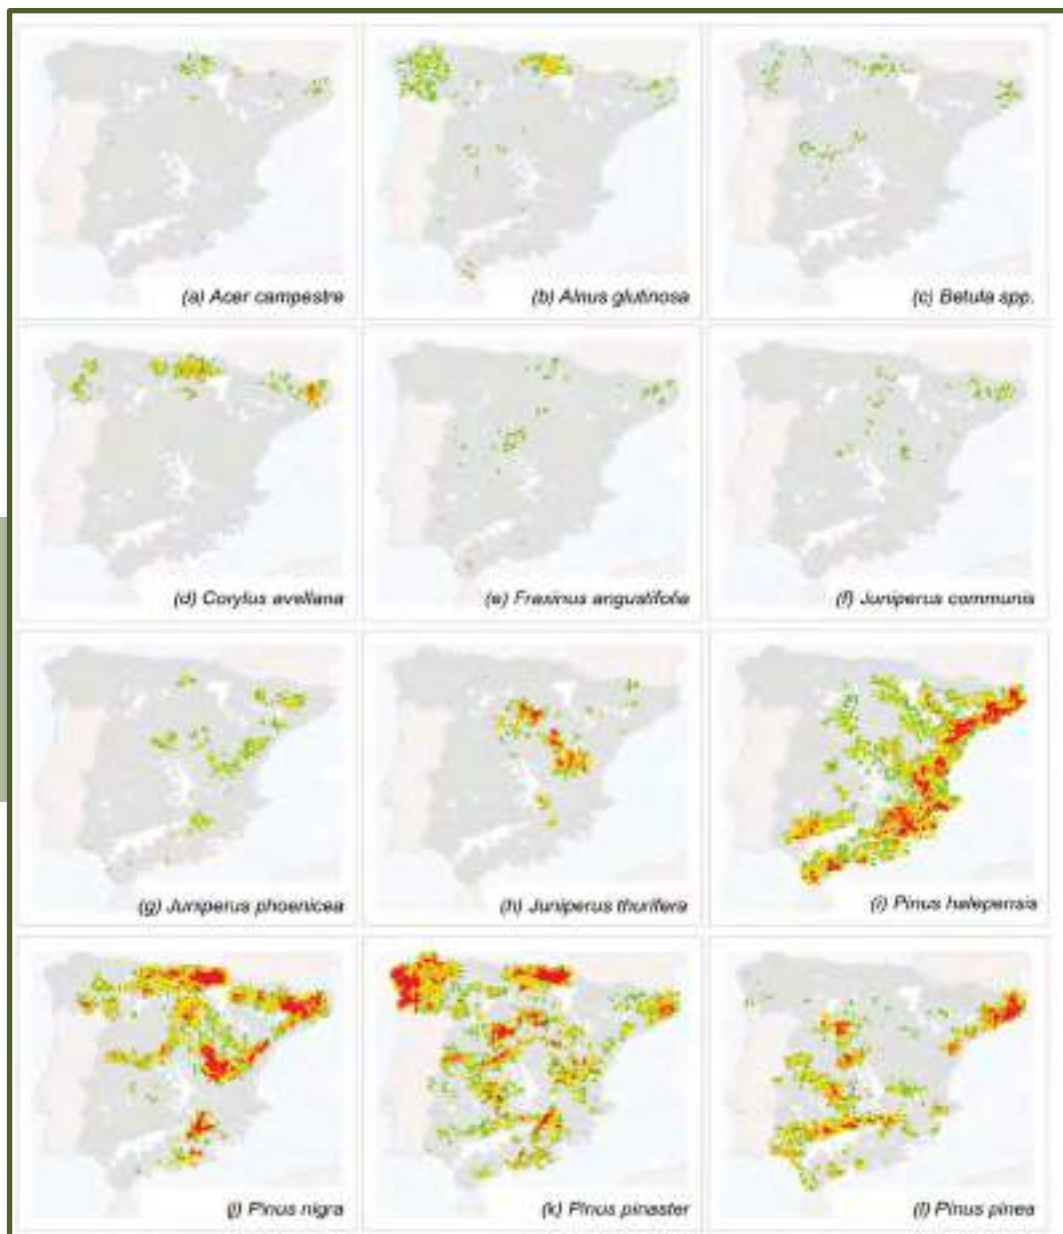 (a) Acer campestre
(b) Alnus glutinosa
(c) Betula spp.
(d) Corylus avellana
(e) Fraxinus angustifolia
(f) Juniperus communis
(g) Juniperus phoenicea
(h) Juniperus thurifera
(i) Pinus halepensis
(j) Pinus nigra
(k) Pinus pinaster
(l) Pinus pinea